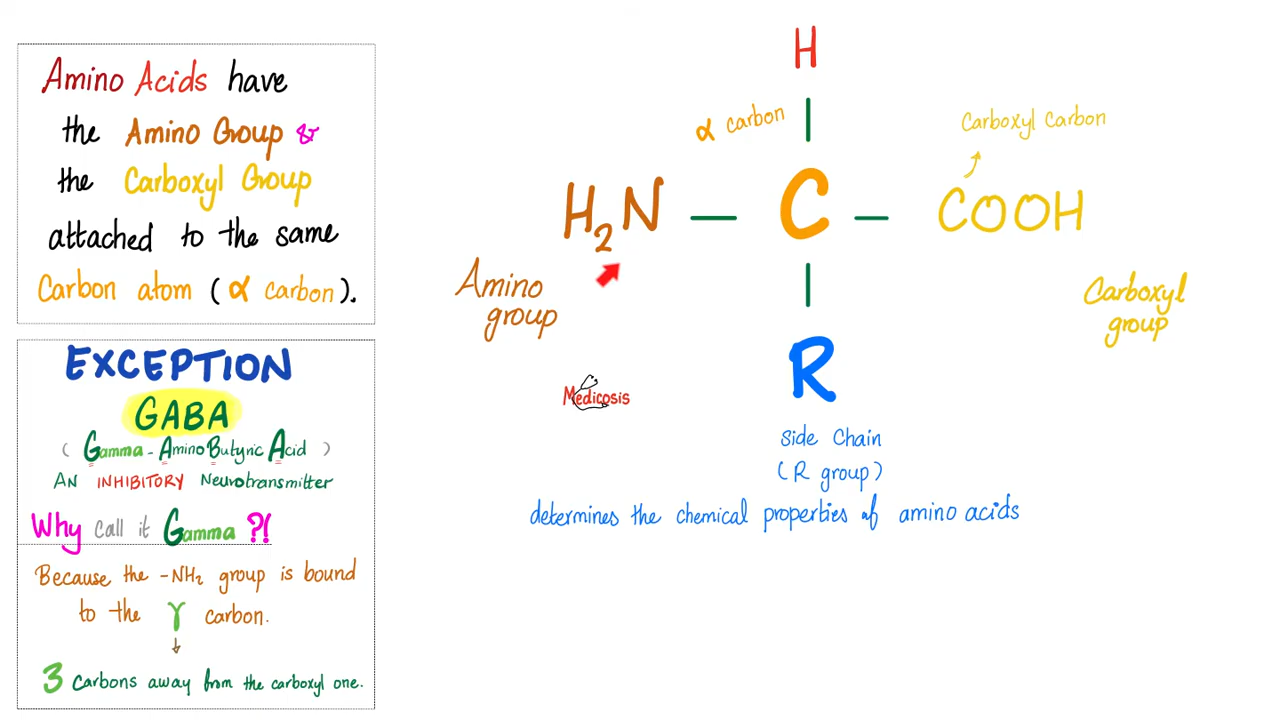 Amino Acids have
the Amino Group &
the Carboxyl Group
attached to the same
Carbon atom (α carbon).
EXCEPTION
GABA
(Gamma-AminoButyric Acid)
AN INHIBITORY Neurotransmitter
Why call it Gamma ?!
Because the -NH2 group is bound
to the γ carbon.
3 carbons away from the carboxyl one.
H
α carbon
Carboxyl Carbon
H2N — C — COOH
Amino
group
Carboxyl
group
R
Medicosis
side chain
(R group)
determines the chemical properties of amino acids